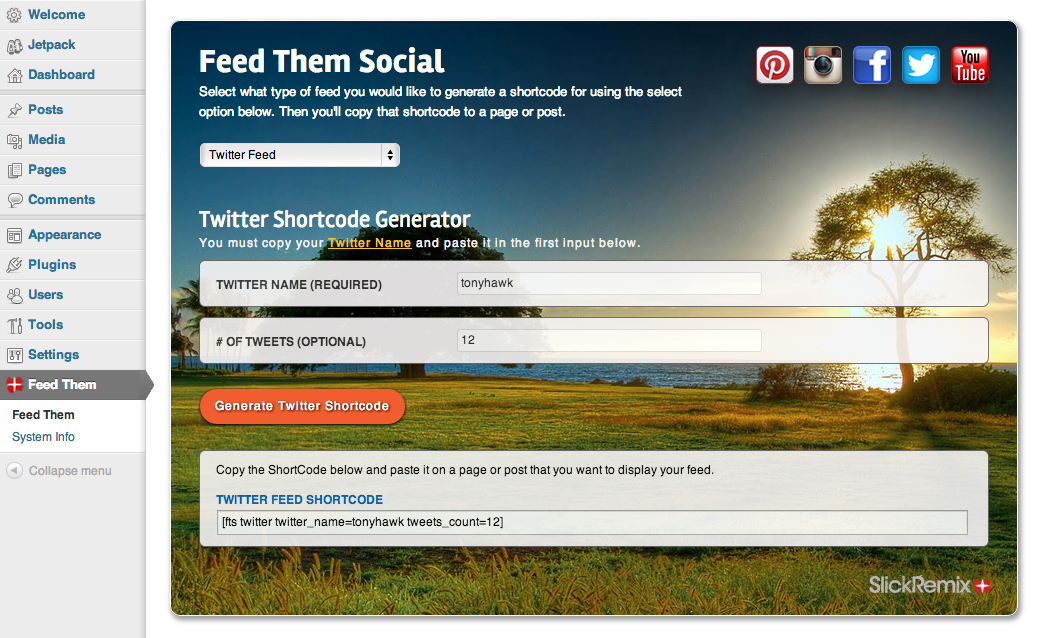 Welcome
Jetpack
Dashboard
Posts
Media
Pages
Comments
Appearance
Plugins
Users
Tools
Settings
Feed Them
Feed Them
System Info
Collapse menu
Feed Them Social
Select what type of feed you would like to generate a shortcode for using the select
option below. Then you'll copy that shortcode to a page or post.
You
Tube
Twitter Feed
Twitter Shortcode Generator
You must copy your Twitter Name and paste it in the first input below.
TWITTER NAME (REQUIRED) tonyhawk
# OF TWEETS (OPTIONAL) 12
Generate Twitter Shortcode
Copy the ShortCode below and paste it on a page or post that you want to display your feed.
TWITTER FEED SHORTCODE
[fts twitter twitter_name=tonyhawk tweets_count=12]
SlickRemix